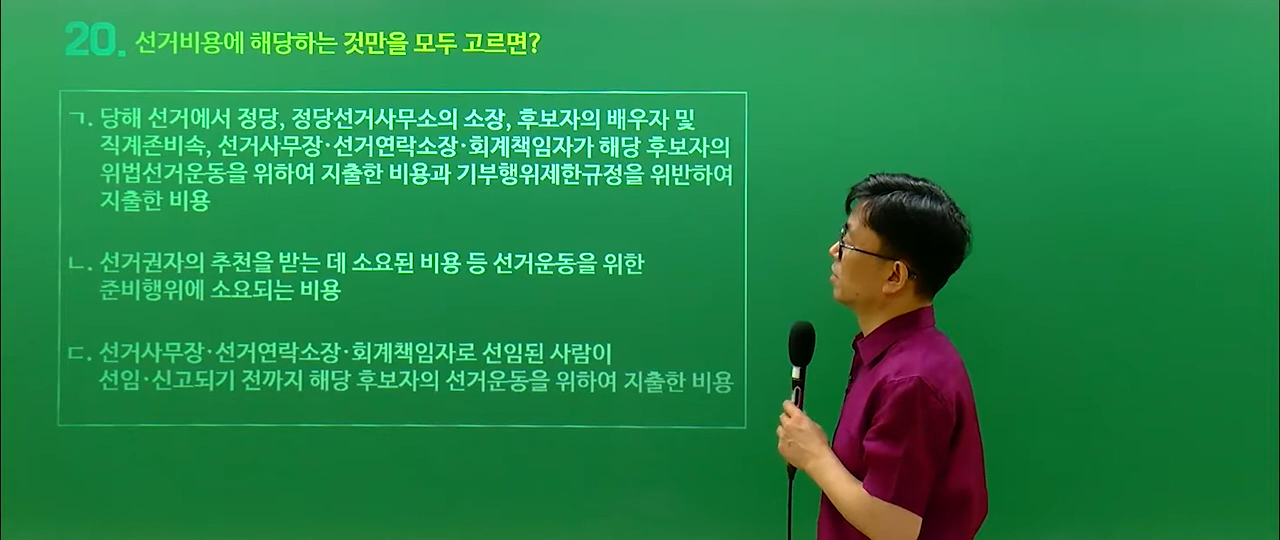 20. 선거비용에 해당하는 것만을 모두 고르면?
ㄱ. 당해 선거에서 정당, 정당선거사무소의 소장, 후보자의 배우자 및
직계존비속, 선거사무장·선거연락소장·회계책임자가 해당 후보자의
위법선거운동을 위하여 지출한 비용과 기부행위제한규정을 위반하여
지출한 비용
ㄴ. 선거권자의 추천을 받는 데 소요된 비용 등 선거운동을 위한
준비행위에 소요되는 비용
ㄷ. 선거사무장·선거연락소장·회계책임자로 선임된 사람이
선임·신고되기 전까지 해당 후보자의 선거운동을 위하여 지출한 비용